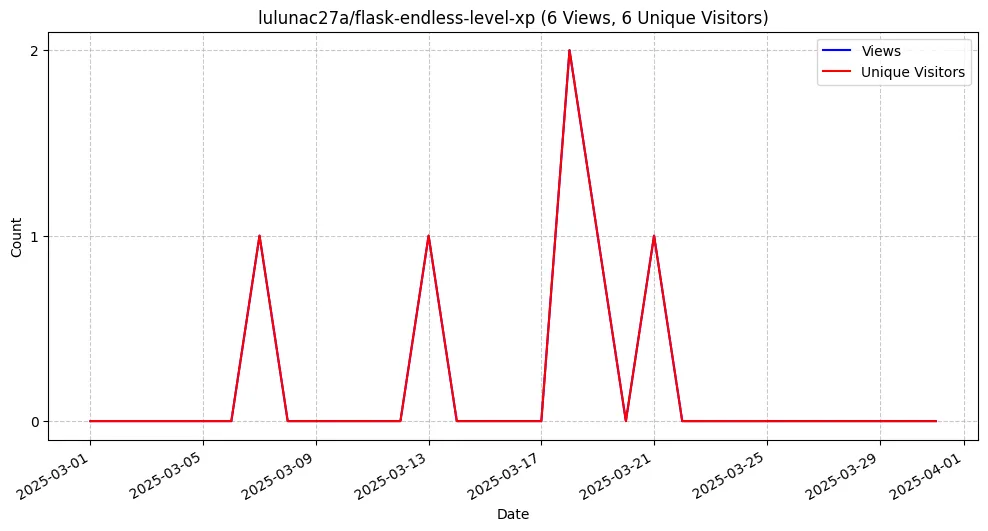 lulunac27a/flask-endless-level-xp (6 Views, 6 Unique Visitors)
Views
Unique Visitors
Count
2
1
0
2025-03-01
2025-03-05
2025-03-09
2025-03-13
2025-03-17
2025-03-21
2025-03-25
2025-03-29
2025-04-01
Date